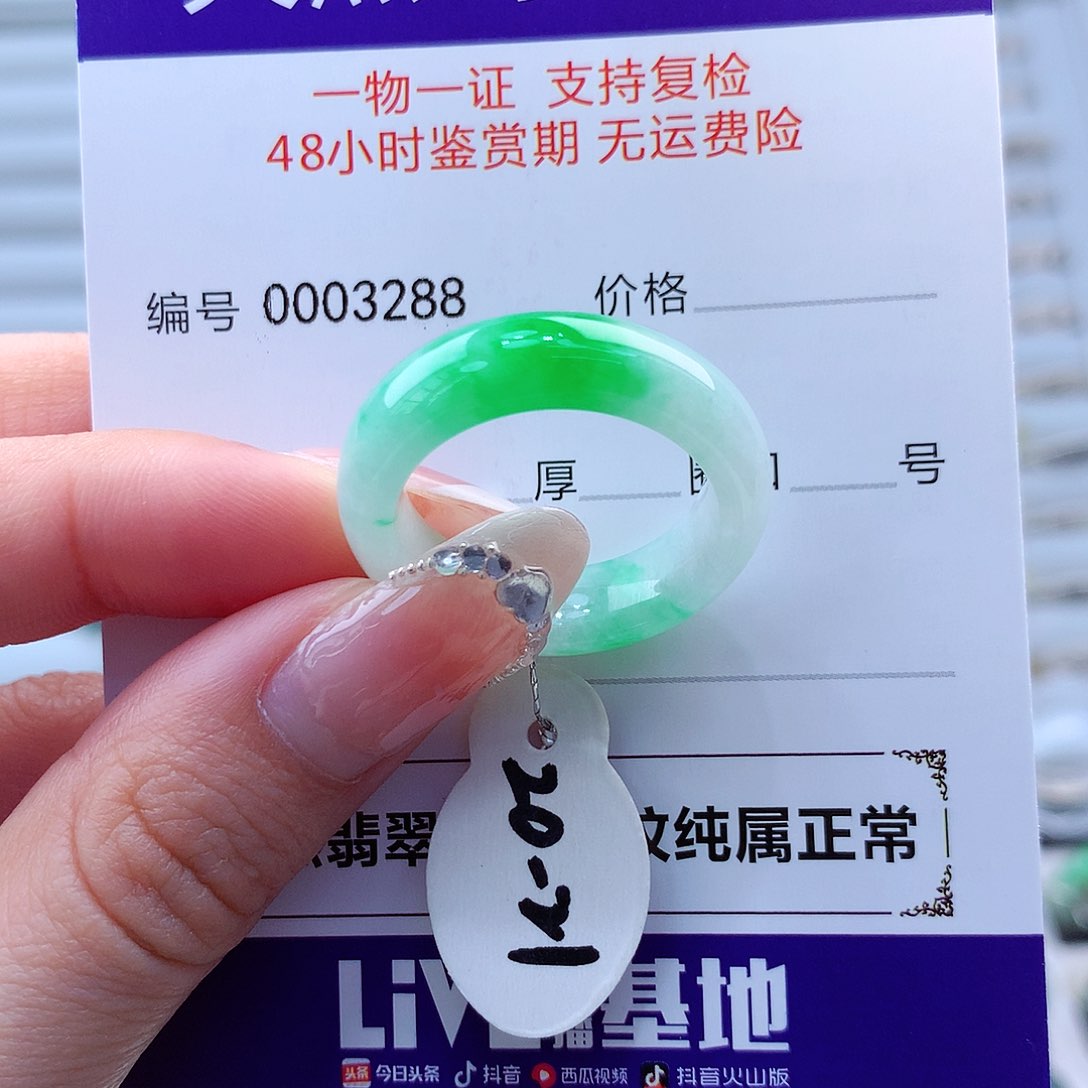 一物一证 支持复检
48小时鉴赏期 无运费险
编号 0003288 价格
厚 号
翡翠 纹纯属正常
基地
头条 今日头条 抖音 西瓜视频 抖音火山版